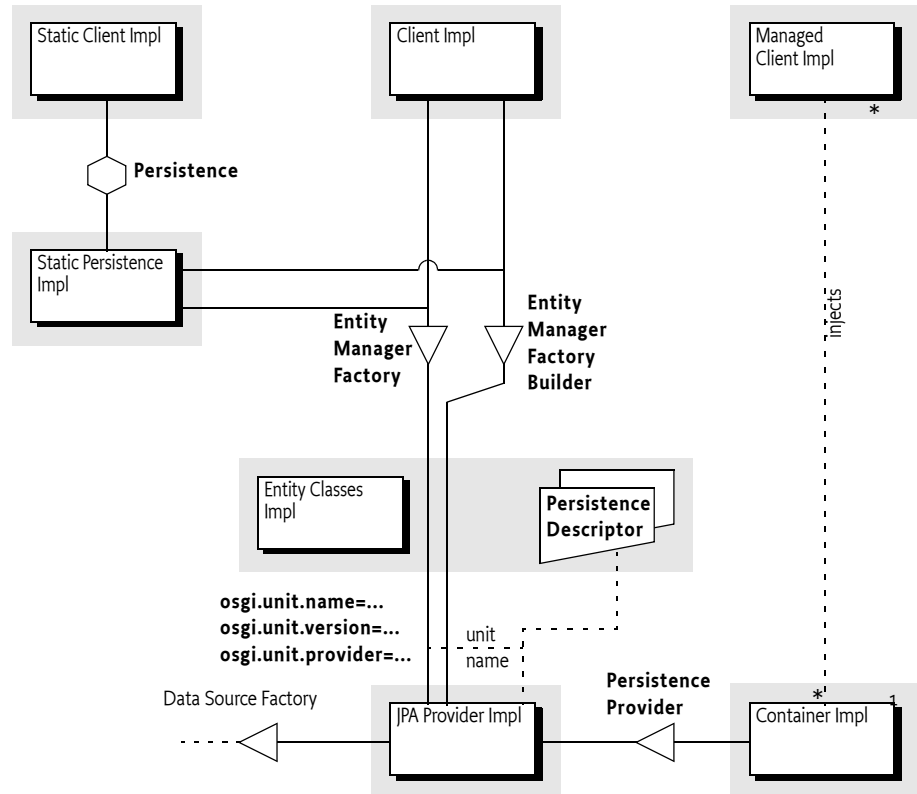 Static Client Impl
Client Impl
Managed
Client Impl
*
Persistence
Static Persistence
Impl
injects
Entity
Manager
Factory
Entity
Manager
Factory
Builder
Entity Classes
Impl
Persistence
Descriptor
osgi.unit.name=...
osgi.unit.version=...
osgi.unit.provider=...
unit
name
Data Source Factory
JPA Provider Impl
Persistence
Provider
*
1
Container Impl